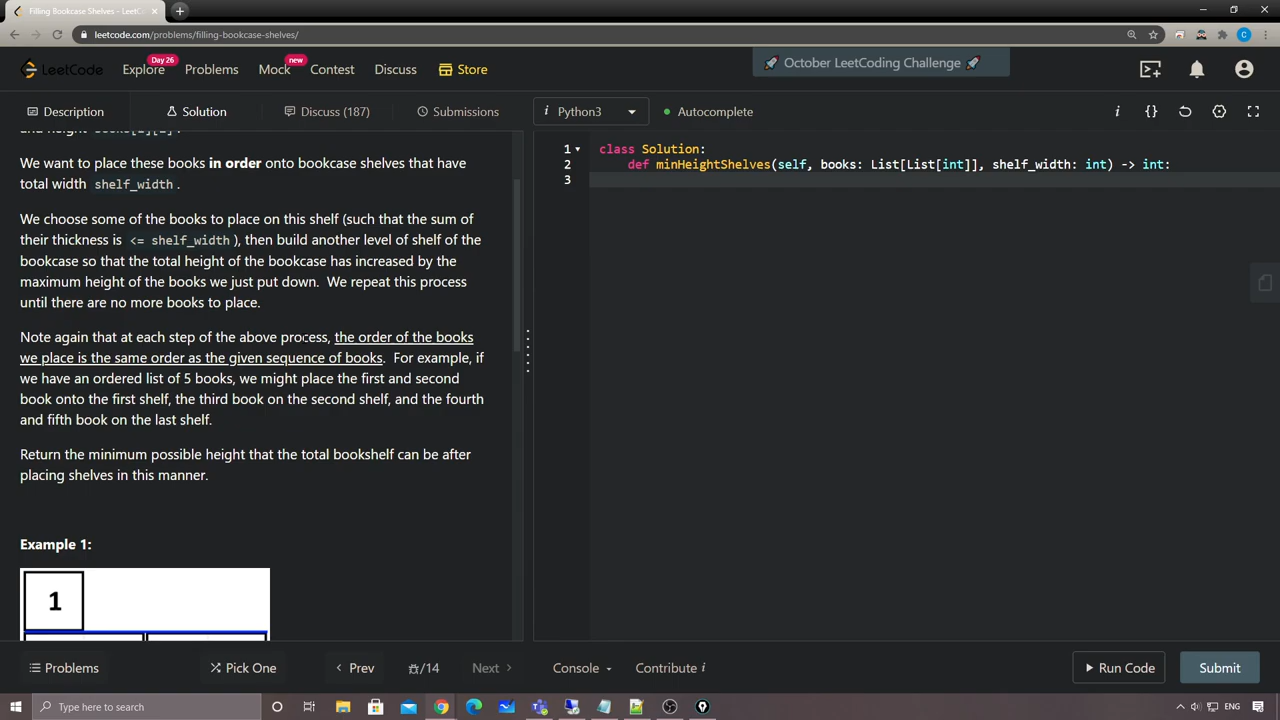 Filling Bookcase Shelves - LeetC
leetcode.com/problems/filling-bookcase-shelves/
LeetCode
Explore
Day 26
Problems
Mock
new
Contest
Discuss
Store
🚀 October LeetCoding Challenge 🚀
Description
Solution
Discuss (187)
Submissions
i Python3
Autocomplete
i {}
We want to place these books in order onto bookcase shelves that have
total width shelf_width .
We choose some of the books to place on this shelf (such that the sum of
their thickness is <= shelf_width ), then build another level of shelf of the
bookcase so that the total height of the bookcase has increased by the
maximum height of the books we just put down. We repeat this process
until there are no more books to place.
Note again that at each step of the above process, the order of the books
we place is the same order as the given sequence of books. For example, if
we have an ordered list of 5 books, we might place the first and second
book onto the first shelf, the third book on the second shelf, and the fourth
and fifth book on the last shelf.
Return the minimum possible height that the total bookshelf can be after
placing shelves in this manner.
Example 1:
1
1 class Solution:
2 def minHeightShelves(self, books: List[List[int]], shelf_width: int) -> int:
3
Problems
Pick One
Prev
/14
Next
Console
Contribute i
Run Code
Submit
Type here to search
ENG
C